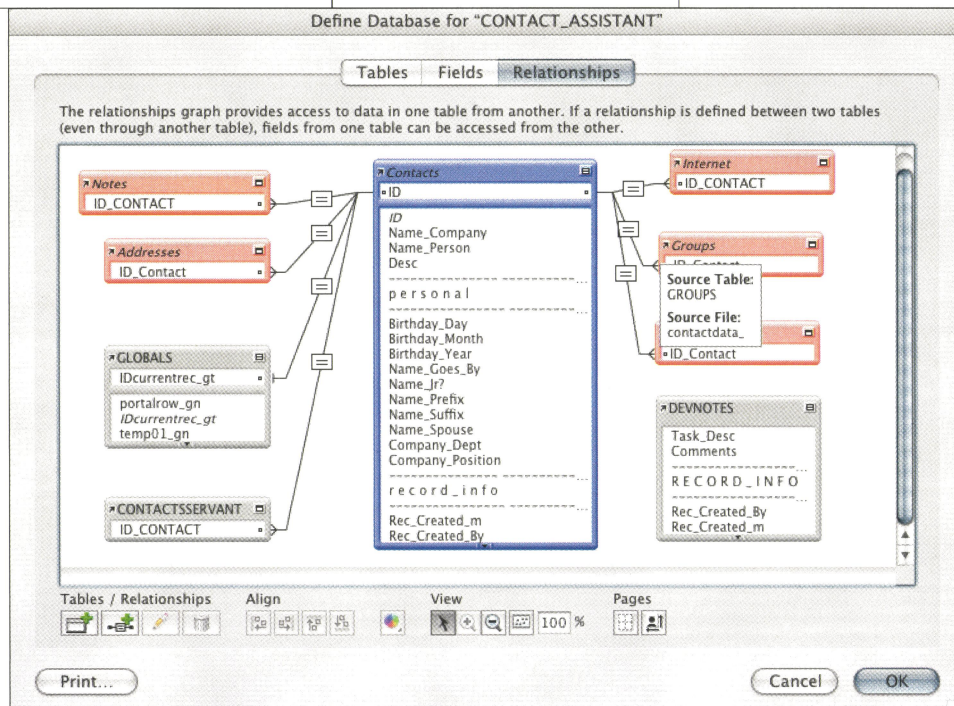 Define Database for “CONTACT_ASSISTANT”
Tables Fields Relationships
The relationships graph provides access to data in one table from another. If a relationship is defined between two tables
(even through another table), fields from one table can be accessed from the other.
Notes
ID_CONTACT
Addresses
ID_Contact
GLOBALS
IDcurrentrec_gt
portalrow_gn
IDcurrentrec_gt
temp01_gn
CONTACTSSERVANT
ID_CONTACT
Contacts
ID
ID
Name_Company
Name_Person
Desc
personal
Birthday_Day
Birthday_Month
Birthday_Year
Name_Goes_By
Name_Jr?
Name_Prefix
Name_Suffix
Name_Spouse
Company_Dept
Company_Position
record_info
Rec_Created_m
Rec_Created_By
Internet
ID_CONTACT
Groups
ID_Contact
Source Table:
GROUPS
Source File:
contactdata_
ID_Contact
DEVNOTES
Task_Desc
Comments
RECORD_INFO
Rec_Created_By
Rec_Created_m
Tables / Relationships Align View Pages
100 %
Print... Cancel OK